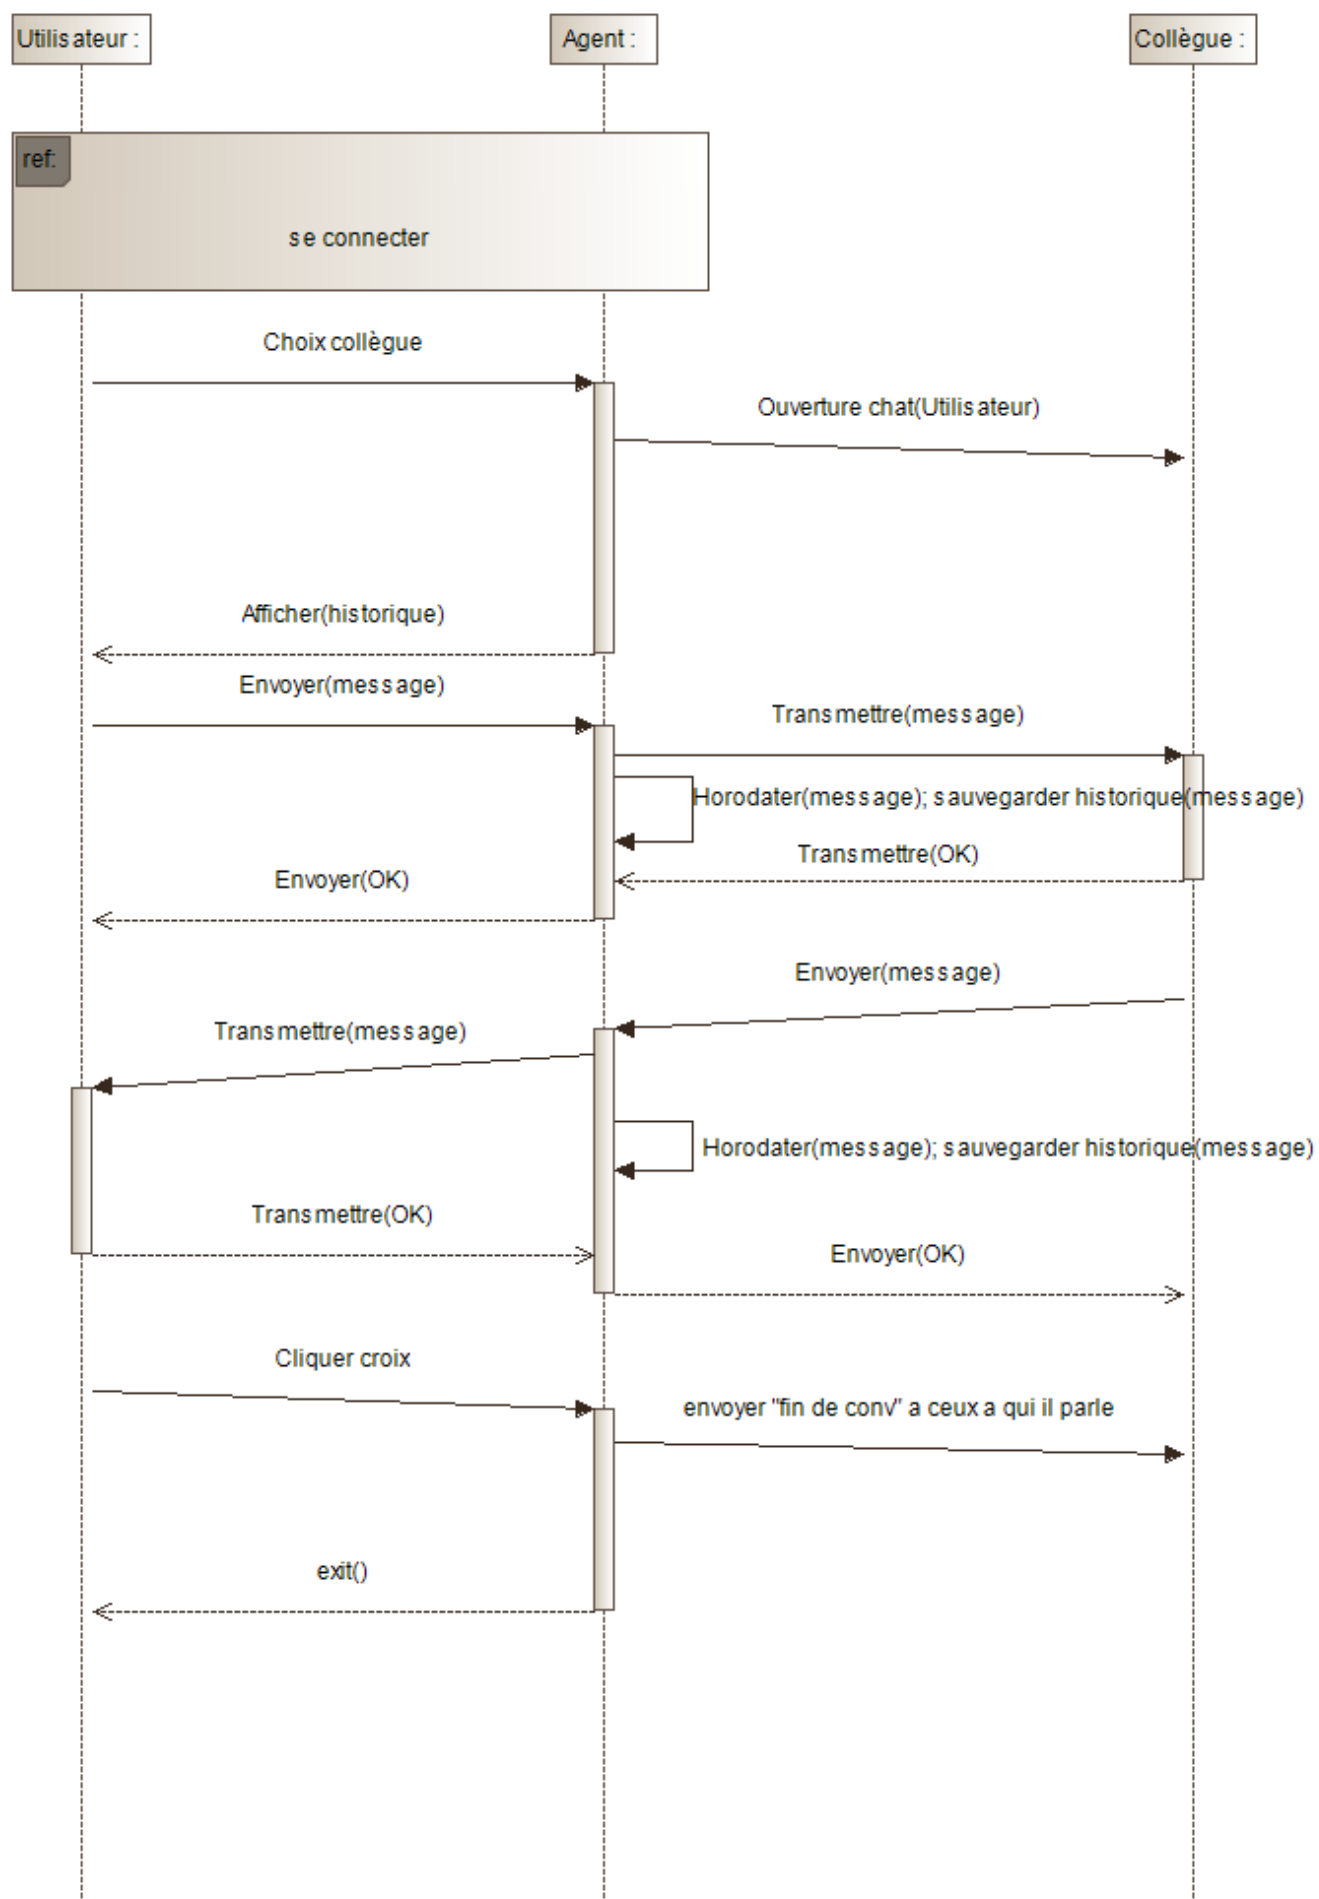 Utilisateur :
Agent :
Collègue :
ref:
se connecter
Choix collègue
Ouverture chat(Utilisateur)
Afficher(historique)
Envoyer(message)
Transmettre(message)
Horodater(message); sauvegarder historique(message)
Transmettre(OK)
Envoyer(OK)
Envoyer(message)
Transmettre(message)
Horodater(message); sauvegarder historique(message)
Transmettre(OK)
Envoyer(OK)
Cliquer croix
envoyer "fin de conv" a ceux a qui il parle
exit()